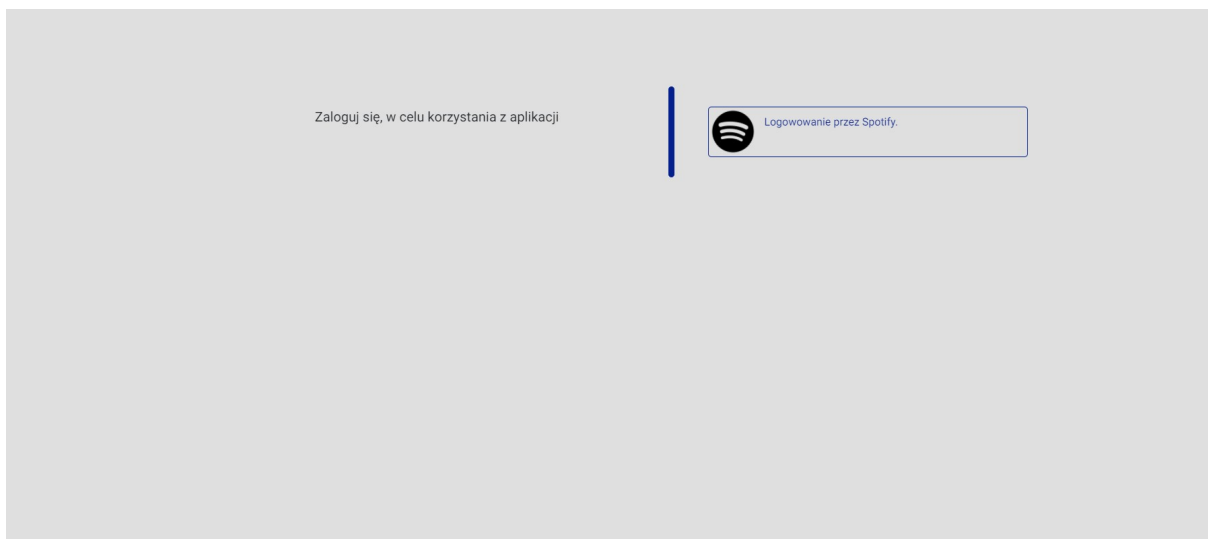 Zaloguj się, w celu korzystania z aplikacji
Logowowanie przez Spotify.